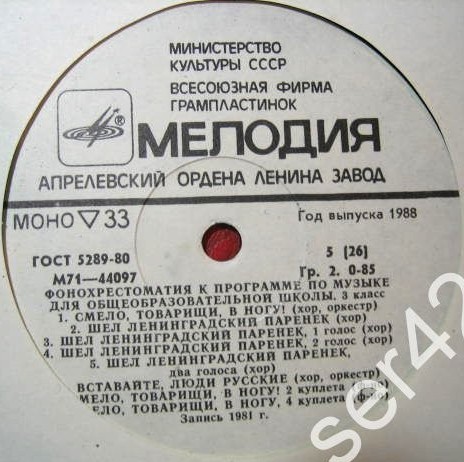 МИНИСТЕРСТВО
КУЛЬТУРЫ СССР
ВСЕСОЮЗНАЯ ФИРМА
ГРАМПЛАСТИНОК
МЕЛОДИЯ
АПРЕЛЕВСКИЙ ОРДЕНА ЛЕНИНА ЗАВОД
МОНО ▽ 33
Год выпуска 1988
ГОСТ 5289-80
5 [26]
М71—44097
Гр. 2. 0-85
ФОНОХРЕСТОМАТИЯ К ПРОГРАММЕ ПО МУЗЫКЕ
ДЛЯ ОБЩЕОБРАЗОВАТЕЛЬНОЙ ШКОЛЫ. 3 класс
1. СМЕЛО, ТОВАРИЩИ, В НОГУ! (хор, оркестр)
2. ШЕЛ ЛЕНИНГРАДСКИЙ ПАРЕНЕК (хор)
3. ШЕЛ ЛЕНИНГРАДСКИЙ ПАРЕНЕК, 1 голос (хор)
4. ШЕЛ ЛЕНИНГРАДСКИЙ ПАРЕНЕК, 2 голос (хор)
5. ШЕЛ ЛЕНИНГРАДСКИЙ ПАРЕНЕК,
два голоса (хор)
ВСТАВАЙТЕ, ЛЮДИ РУССКИЕ (хор, оркестр)
МЕЛО, ТОВАРИЩИ, В НОГУ! 2 куплета
ЕЛО, ТОВАРИЩИ, В НОГУ, 4 куплета (ф-но)
Запись 1981 г.
ser42